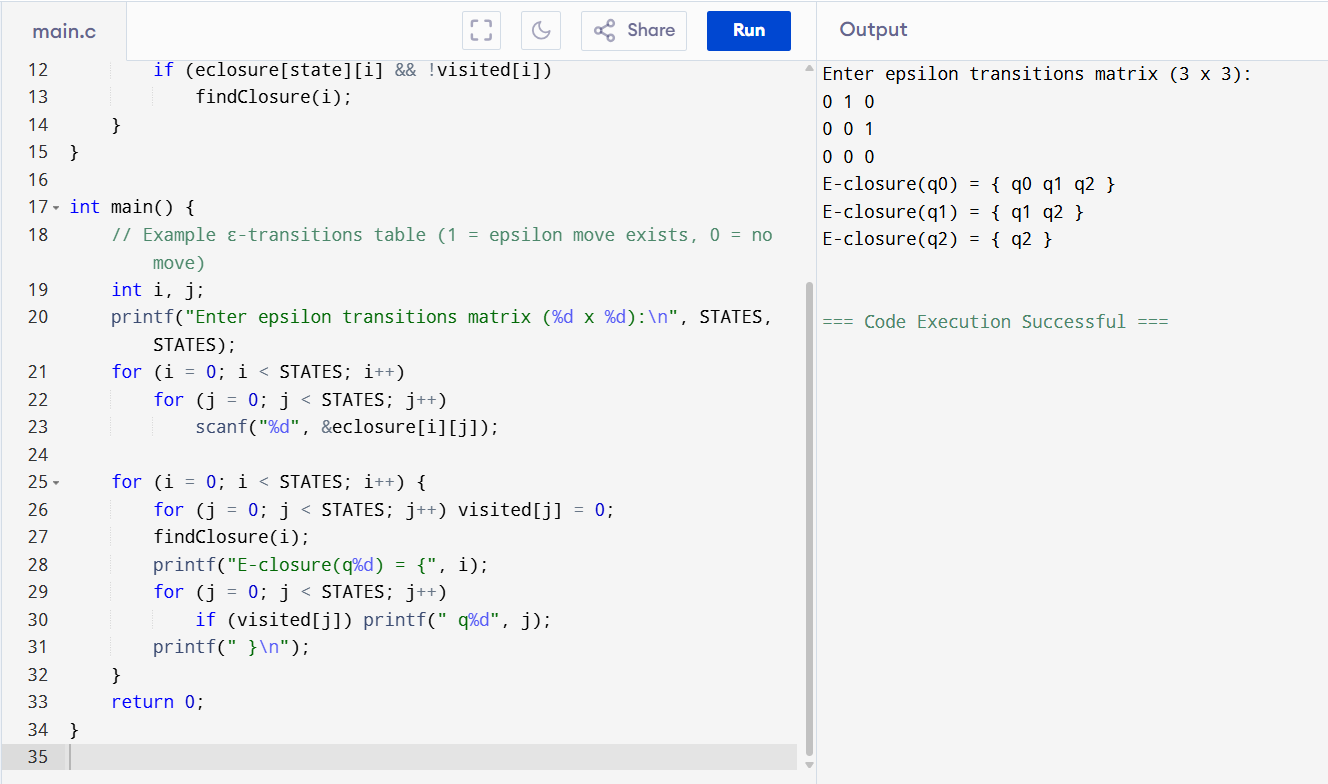 main.c
Share
Run
Output
12 if (eclosure[state][i] && !visited[i])
13 findClosure(i);
14 }
15 }
16
17 int main() {
18 // Example ε-transitions table (1 = epsilon move exists, 0 = no
move)
19 int i, j;
20 printf("Enter epsilon transitions matrix (%d x %d):\n", STATES,
STATES);
21 for (i = 0; i < STATES; i++)
22 for (j = 0; j < STATES; j++)
23 scanf("%d", &eclosure[i][j]);
24
25 for (i = 0; i < STATES; i++) {
26 for (j = 0; j < STATES; j++) visited[j] = 0;
27 findClosure(i);
28 printf("E-closure(q%d) = {", i);
29 for (j = 0; j < STATES; j++)
30 if (visited[j]) printf(" q%d", j);
31 printf(" }\n");
32 }
33 return 0;
34 }
35
Enter epsilon transitions matrix (3 x 3):
0 1 0
0 0 1
0 0 0
E-closure(q0) = { q0 q1 q2 }
E-closure(q1) = { q1 q2 }
E-closure(q2) = { q2 }
=== Code Execution Successful ===